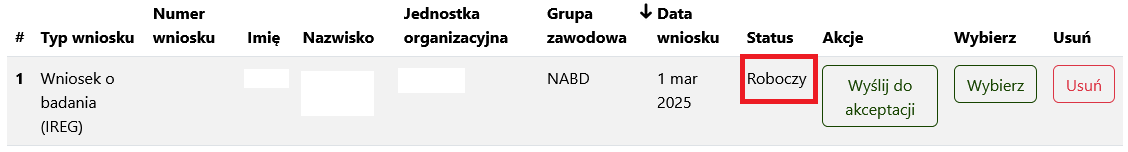 # Typ wniosku Numer wniosku Imię Nazwisko Jednostka organizacyjna Grupa zawodowa ↓ Data wniosku Status Akcje Wybierz Usuń
1 Wniosek o badania (IREG) NABD 1 mar 2025 Roboczy Wyślij do akceptacji Wybierz Usuń